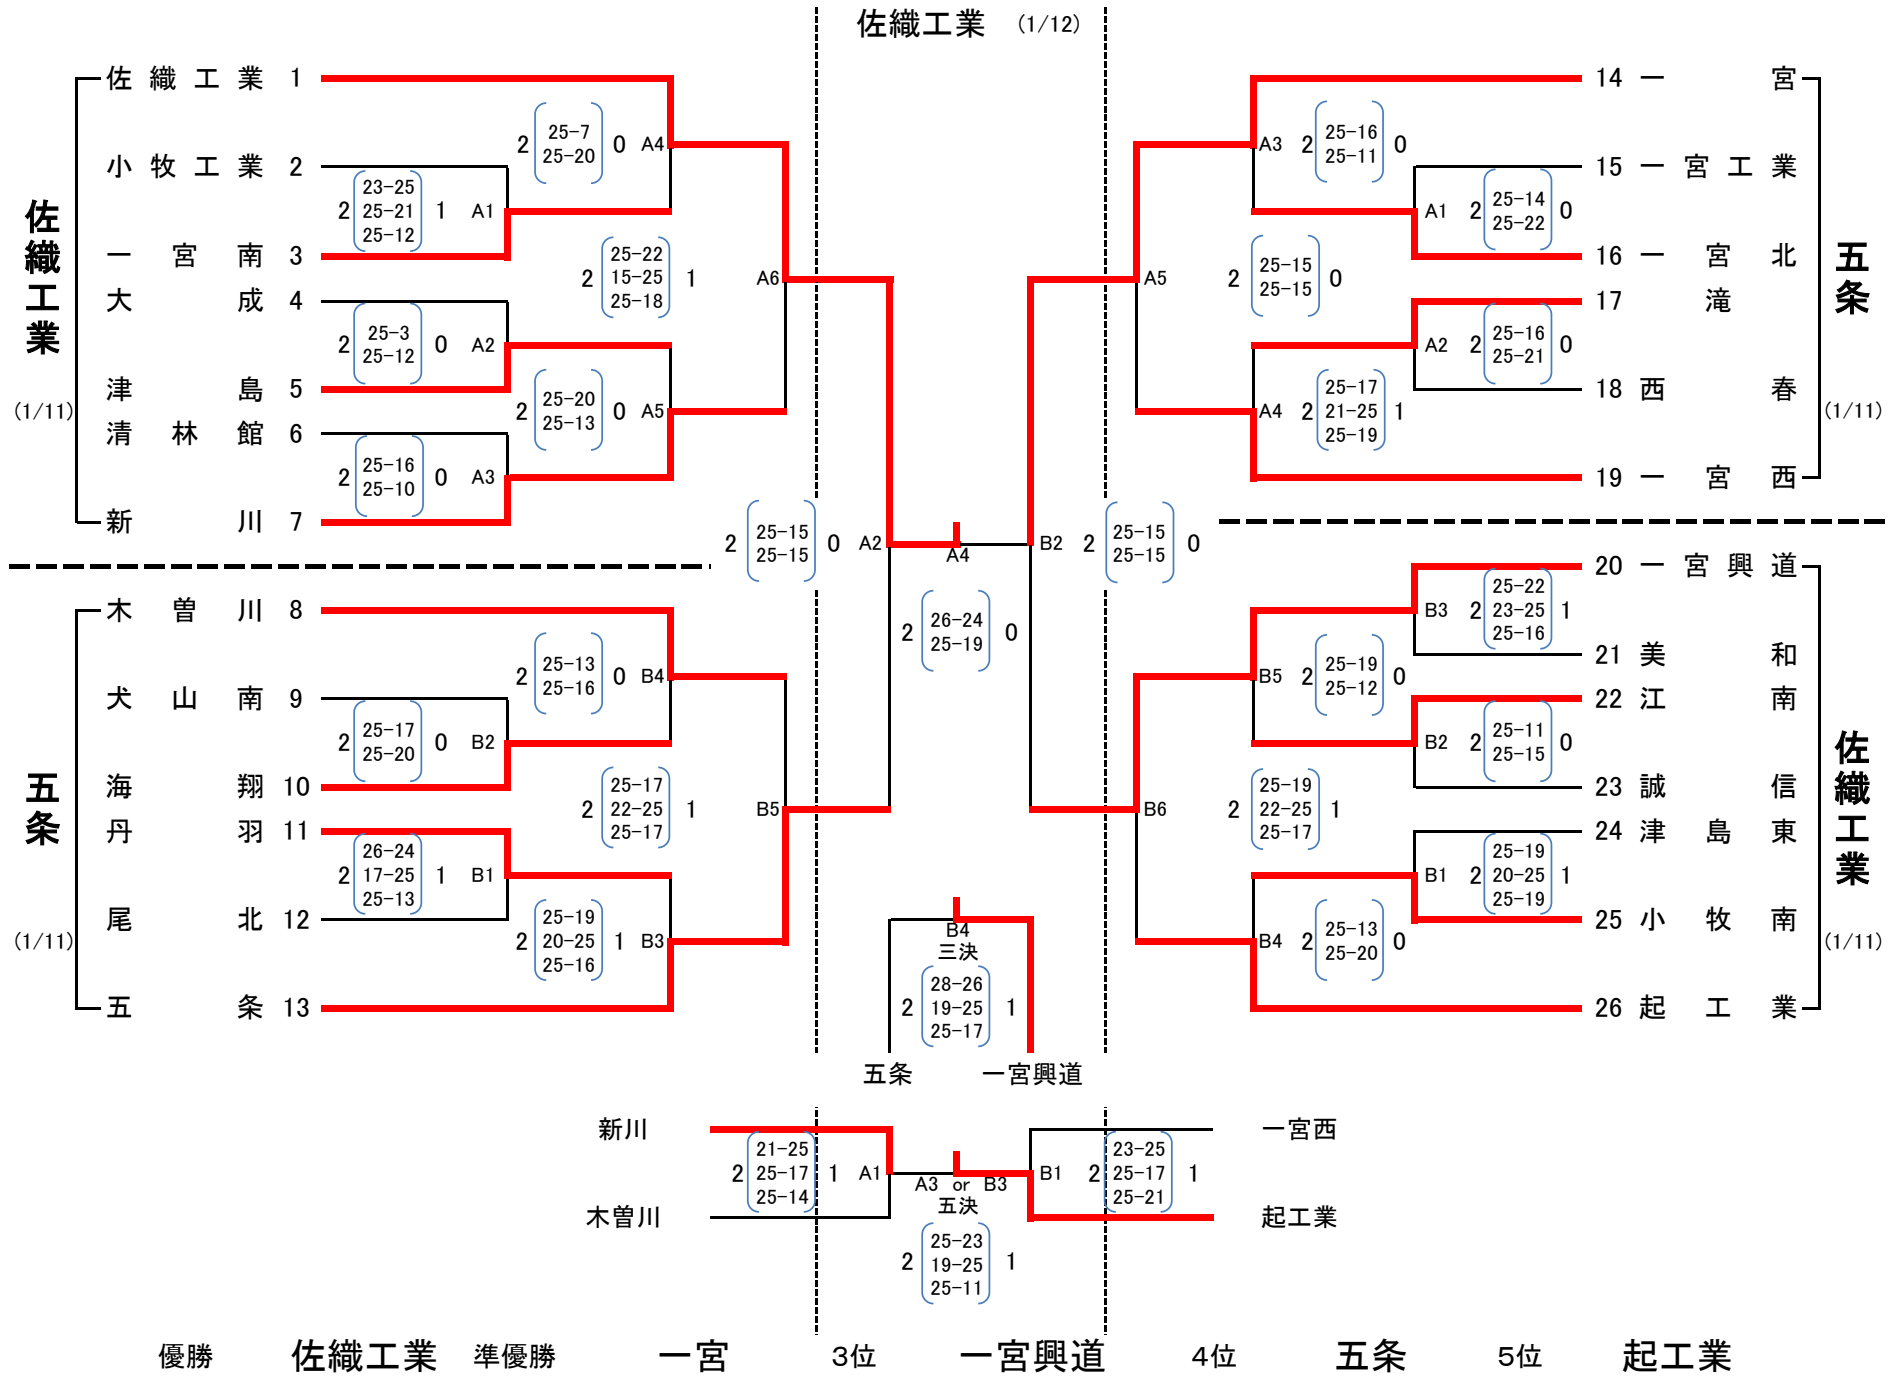 佐織工業 (1/12)
佐織工業 1
小牧工業 2
一宮南 3
大成 4
津島 5
清林館 6
新川 7
佐織工業
(1/11)
2 23-25 25-21 25-12 1 A1
2 25-3 25-12 0 A2
2 25-16 25-10 0 A3
2 25-7 25-20 0 A4
2 25-20 25-13 0 A5
2 25-22 15-25 25-18 1 A6
木曽川 8
犬山南 9
海翔 10
丹羽 11
尾北 12
五条 13
五条
(1/11)
2 25-17 25-20 0 B2
2 26-24 17-25 25-13 1 B1
2 25-13 25-16 0 B4
2 25-19 20-25 25-16 1 B3
2 25-17 22-25 25-17 1 B5
2 25-15 25-15 0 A2
A4
2 26-24 25-19 0
B2 2 25-15 25-15 0
14 一宮
15 一宮工業
16 一宮北
17 滝
18 西春
19 一宮西
五条
(1/11)
A3 2 25-16 25-11 0
A1 2 25-14 25-22 0
A5 2 25-15 25-15 0
A2 2 25-16 25-21 0
A4 2 25-17 21-25 25-19 1
20 一宮興道
21 美和
22 江南
23 誠信
24 津島東
25 小牧南
26 起工業
佐織工業
(1/11)
B3 2 25-22 23-25 25-16 1
B5 2 25-19 25-12 0
B2 2 25-11 25-15 0
B6 2 25-19 22-25 25-17 1
B1 2 25-19 20-25 25-19 1
B4 2 25-13 25-20 0
B4
三決
2 28-26 19-25 25-17 1
五条 一宮興道
新川 一宮西
2 21-25 25-17 25-14 1 A1
B1 2 23-25 25-17 25-21 1
A3 or B3
五決
木曽川 起工業
2 25-23 19-25 25-11 1
優勝 佐織工業 準優勝 一宮 3位 一宮興道 4位 五条 5位 起工業